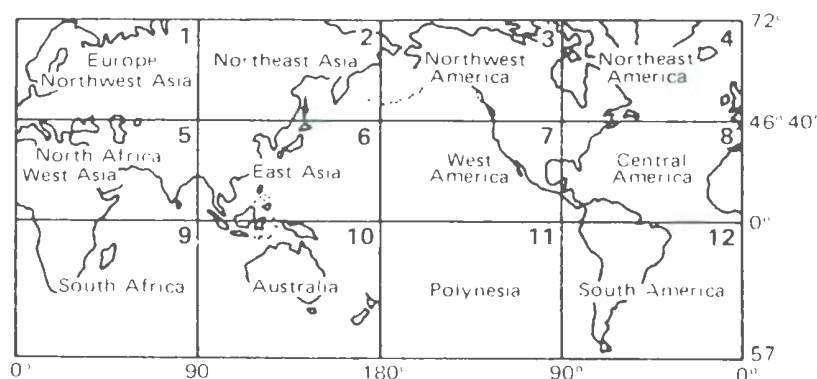 1
Europe
Northwest Asia
2
Northeast Asia
3
Northwest
America
4
Northeast
America
72'
5
North Africa
West Asia
6
East Asia
7
West
America
8
Central
America
46° 40'
9
South Africa
10
Australia
11
Polynesia
12
South America
0°
57
0'
90
180°
90°
0°